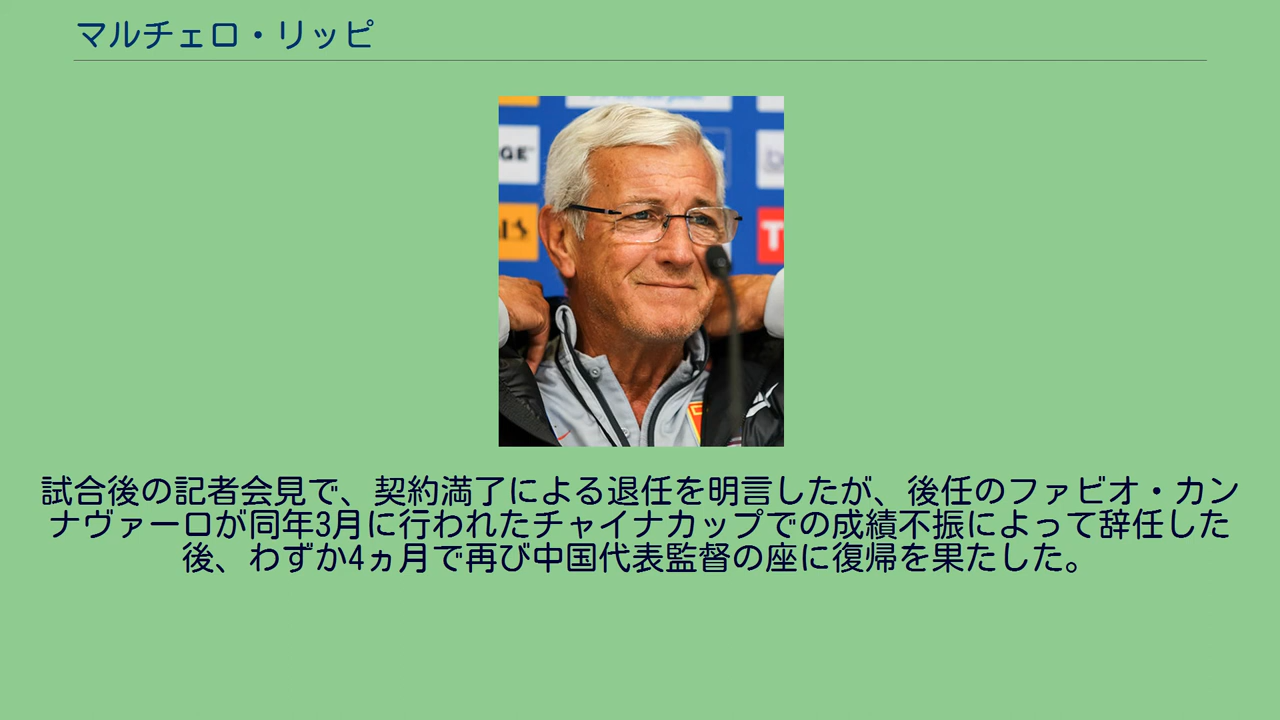 マルチェロ・リッピ
GE
IS
T
試合後の記者会見で、契約満了による退任を明言したが、後任のファビオ・カン
ナヴァーロが同年3月に行われたチャイナカップでの成績不振によって辞任した
後、わずか4ヵ月で再び中国代表監督の座に復帰を果たした。